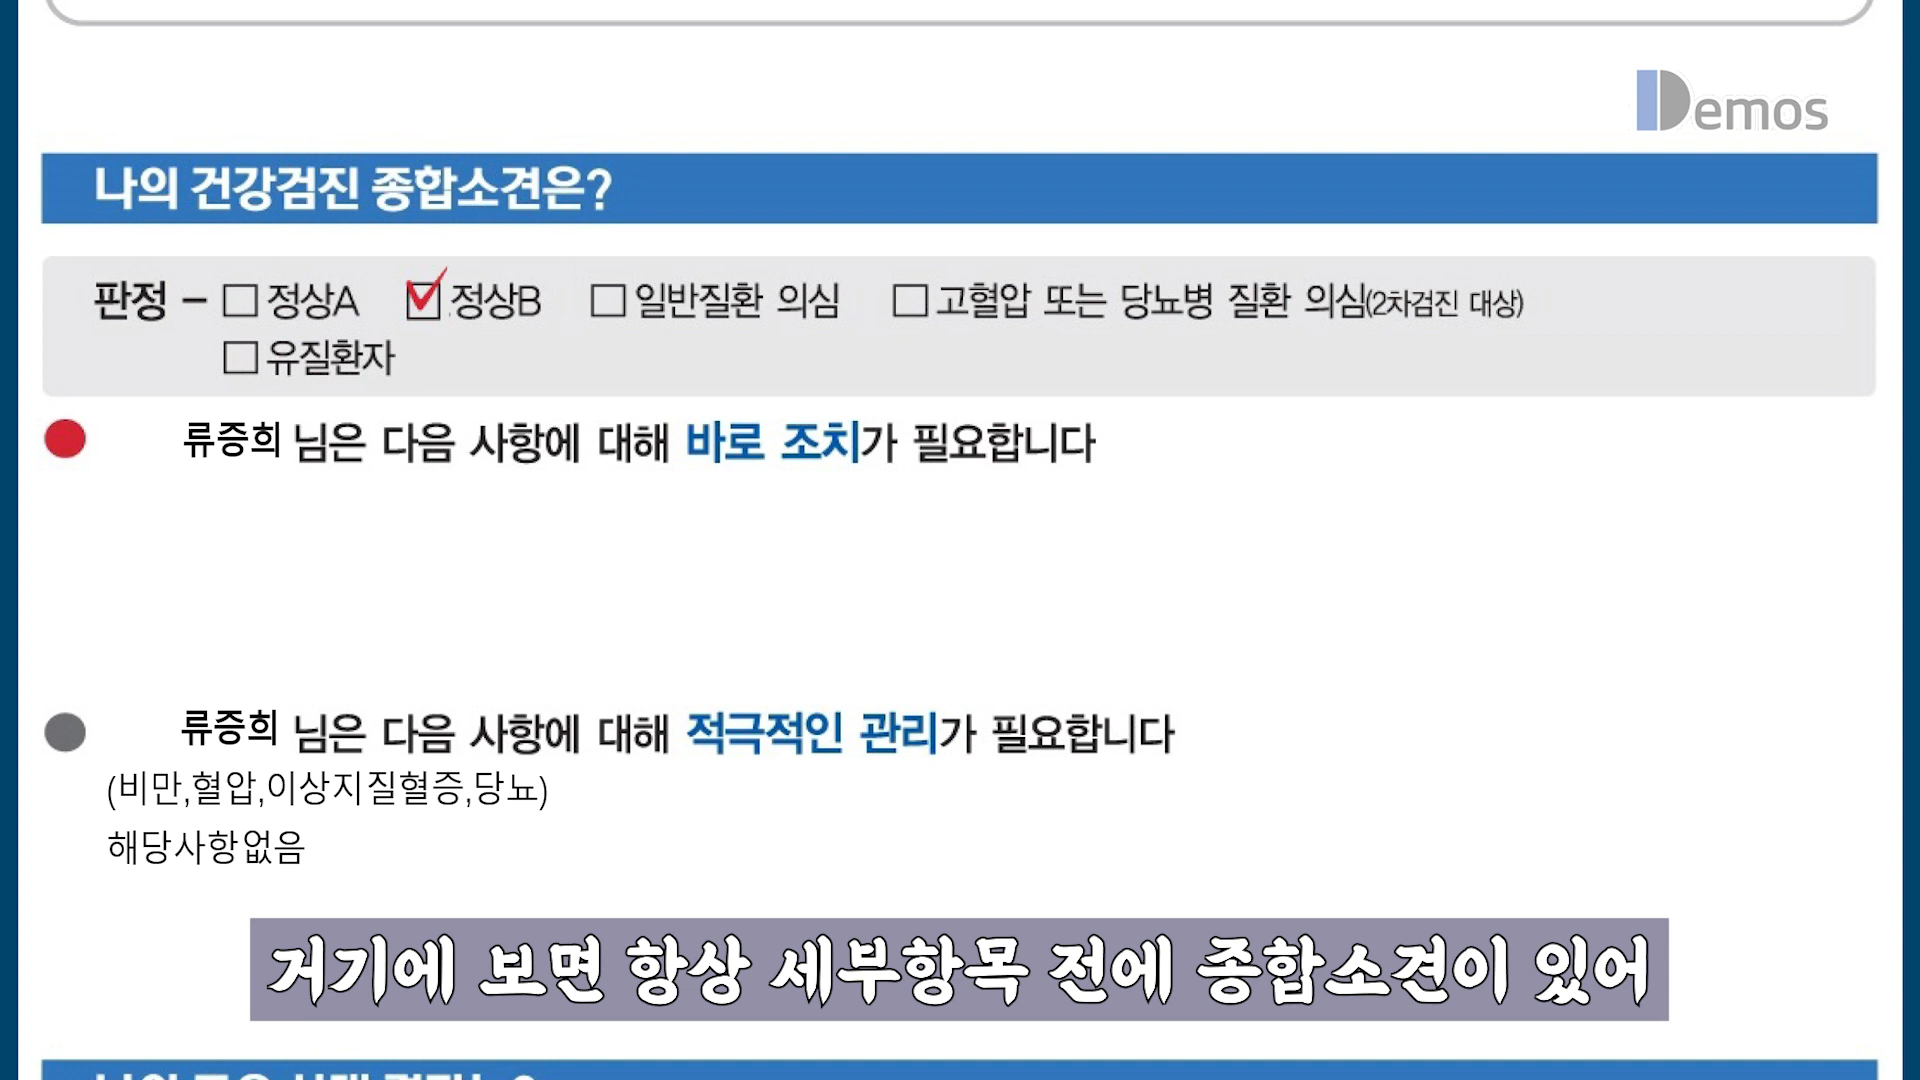 Demos
나의 건강검진 종합소견은?
판정 - □ 정상A ☑ 정상B □ 일반질환 의심 □ 고혈압 또는 당뇨병 질환 의심(2차검진 대상)
□ 유질환자
류증희 님은 다음 사항에 대해 바로 조치가 필요합니다
류증희 님은 다음 사항에 대해 적극적인 관리가 필요합니다
(비만,혈압,이상지질혈증,당뇨)
해당사항없음
거기에 보면 항상 세부항목 전에 종합소견이 있어